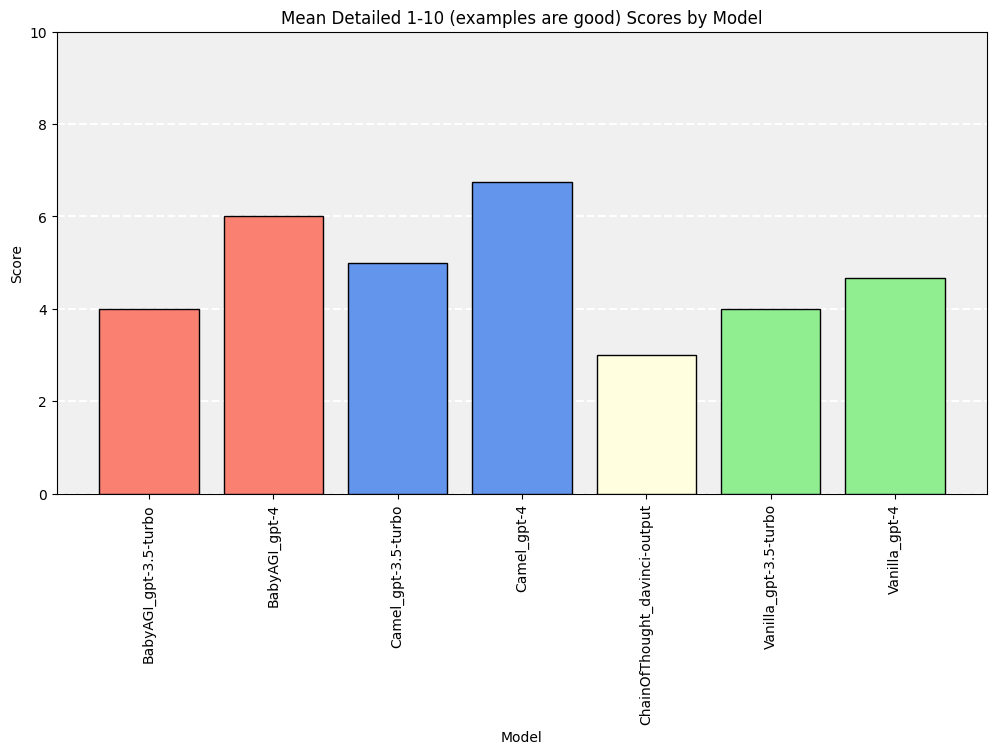 Mean Detailed 1-10 (examples are good) Scores by Model
10
8
6
4
2
0
Score
BabyAGI_gpt-3.5-turbo
BabyAGI_gpt-4
Camel_gpt-3.5-turbo
Camel_gpt-4
ChainOfThought_davinci-output
Vanilla_gpt-3.5-turbo
Vanilla_gpt-4
Model